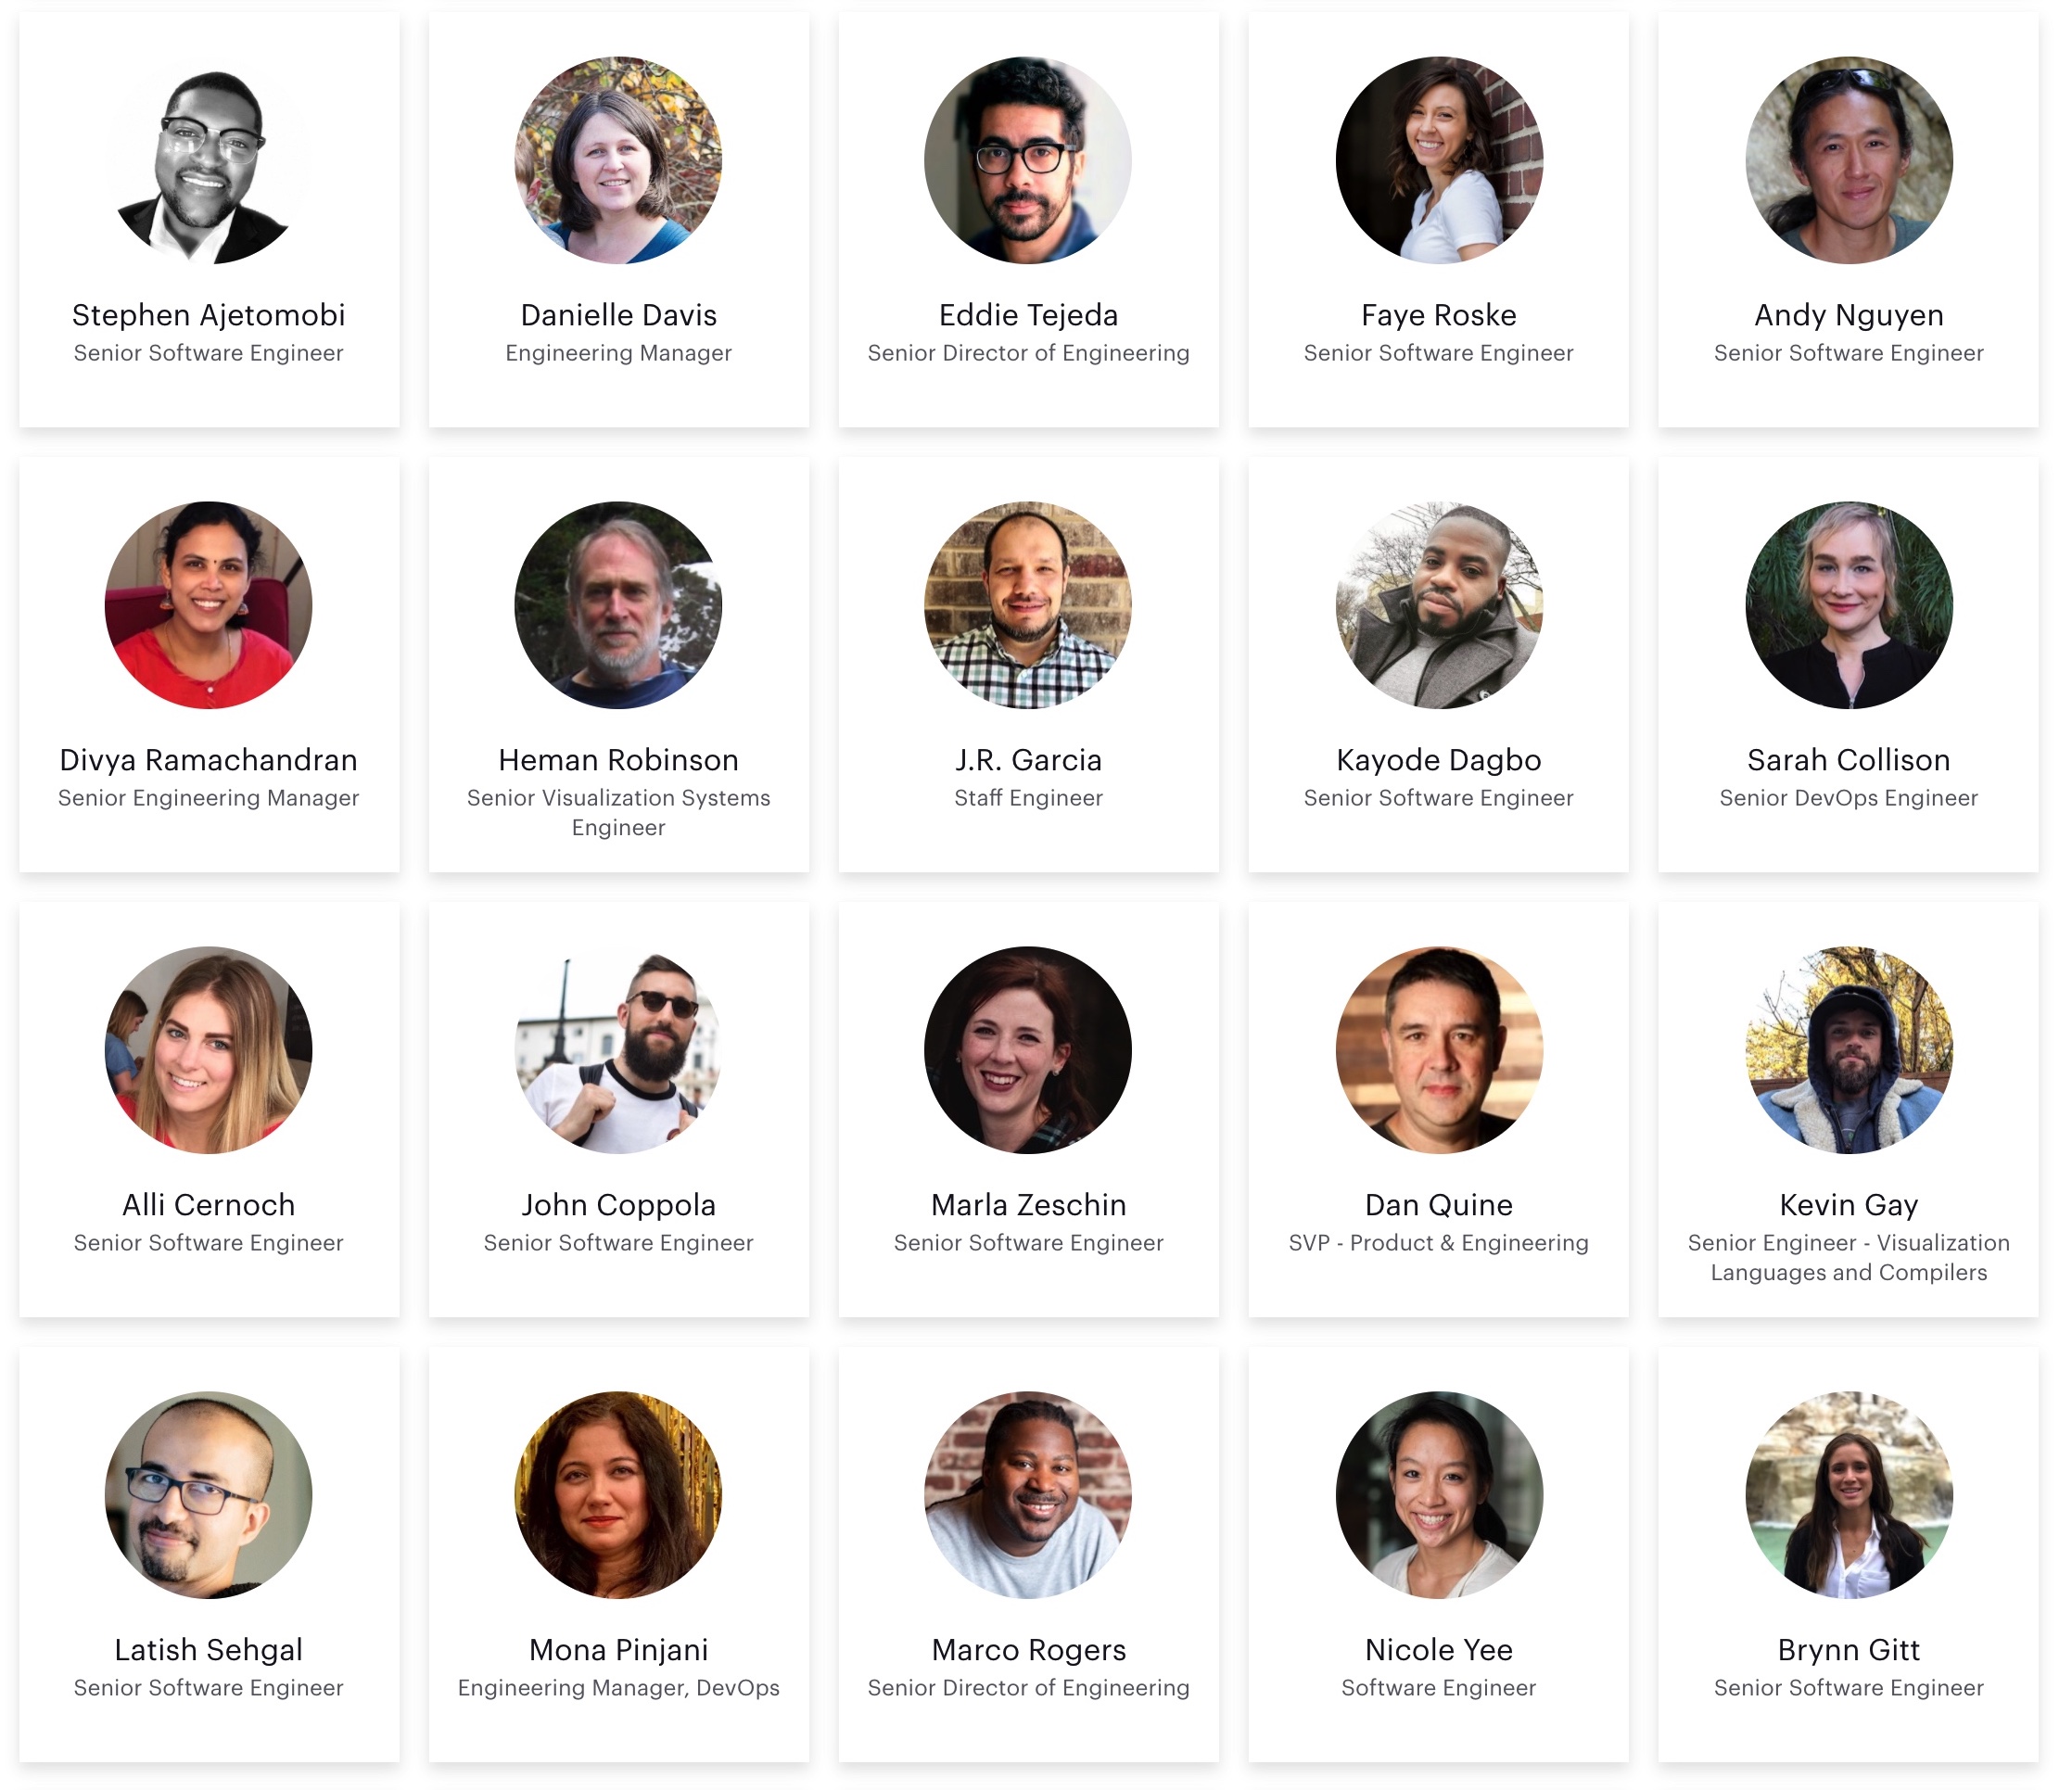 Stephen Ajetomobi
Senior Software Engineer
Danielle Davis
Engineering Manager
Eddie Tejeda
Senior Director of Engineering
Faye Roske
Senior Software Engineer
Andy Nguyen
Senior Software Engineer
Divya Ramachandran
Senior Engineering Manager
Heman Robinson
Senior Visualization Systems
Engineer
J.R. Garcia
Staff Engineer
Kayode Dagbo
Senior Software Engineer
Sarah Collison
Senior DevOps Engineer
Alli Cernoch
Senior Software Engineer
John Coppola
Senior Software Engineer
Marla Zeschin
Senior Software Engineer
Dan Quine
SVP - Product & Engineering
Kevin Gay
Senior Engineer - Visualization
Languages and Compilers
Latish Sehgal
Senior Software Engineer
Mona Pinjani
Engineering Manager, DevOps
Marco Rogers
Senior Director of Engineering
Nicole Yee
Software Engineer
Brynn Gitt
Senior Software Engineer